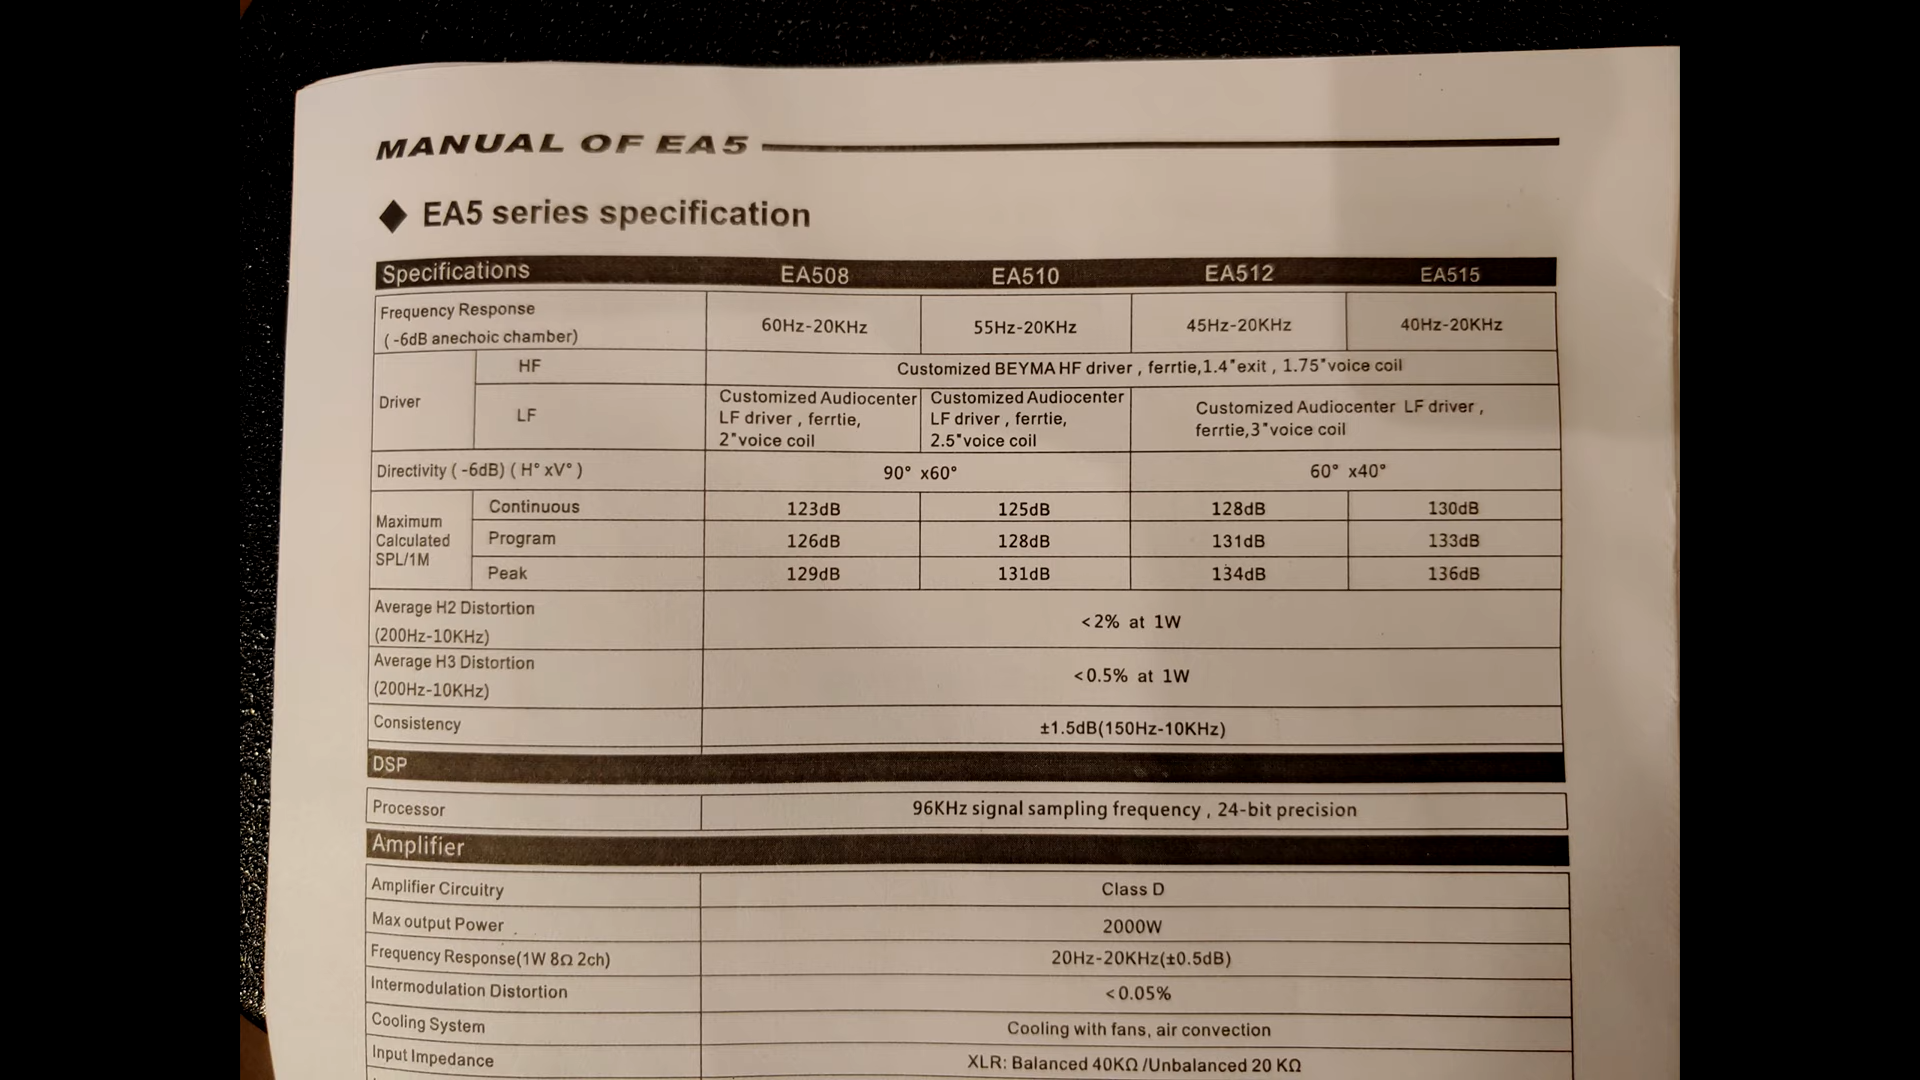 MANUAL OF EA5
◆ EA5 series specification
Specifications EA508 EA510 EA512 EA515
Frequency Response
(-6dB anechoic chamber)
60Hz-20KHz 55Hz-20KHz 45Hz-20KHz 40Hz-20KHz
Driver
HF
Customized BEYMA HF driver , ferrtie,1.4"exit , 1.75"voice coil
LF
Customized Audiocenter
LF driver , ferrtie,
2"voice coil
Customized Audiocenter
LF driver , ferrtie,
2.5"voice coil
Customized Audiocenter LF driver ,
ferrtie,3"voice coil
Directivity ( -6dB) ( H° xV° ) 90° x60° 60° x40°
Maximum
Calculated
SPL/1M
Continuous 123dB 125dB 128dB 130dB
Program 126dB 128dB 131dB 133dB
Peak 129dB 131dB 134dB 136dB
Average H2 Distortion
(200Hz-10KHz)
<2% at 1W
Average H3 Distortion
(200Hz-10KHz)
<0.5% at 1W
Consistency ±1.5dB(150Hz-10KHz)
DSP
Processor 96KHz signal sampling frequency , 24-bit precision
Amplifier
Amplifier Circuitry Class D
Max output Power 2000W
Frequency Response(1W 8Ω 2ch) 20Hz-20KHz(±0.5dB)
Intermodulation Distortion <0.05%
Cooling System Cooling with fans, air convection
Input Impedance XLR: Balanced 40KΩ /Unbalanced 20 KΩ